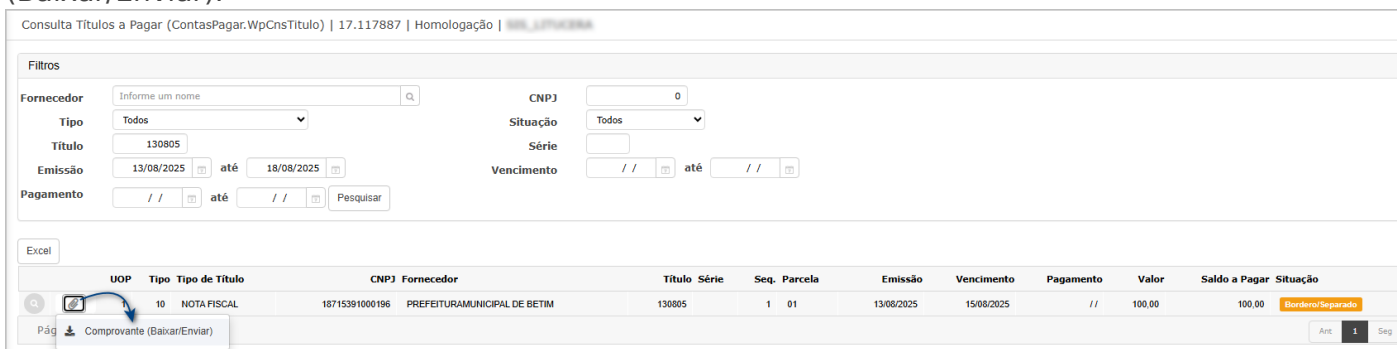 (Baixar/Enviar).
Consulta Títulos a Pagar (ContasPagar.WpCnsTitulo) | 17.117887 | Homologação |
Filtros
Fornecedor Informe um nome CNPJ 0
Tipo Todos Situação Todos
Título 130805 Série
Emissão 13/08/2025 até 18/08/2025 Vencimento / / até / /
Pagamento / / até / / Pesquisar
Excel
UOP Tipo Tipo de Título CNPJ Fornecedor Título Série Seq. Parcela Emissão Vencimento Pagamento Valor Saldo a Pagar Situação
1 10 NOTA FISCAL 18715391000196 PREFEITURAMUNICIPAL DE BETIM 130805 1 01 13/08/2025 15/08/2025 / / 100,00 100,00 Bordero/Separado
Pág Comprovante (Baixar/Enviar) Ant 1 Seg